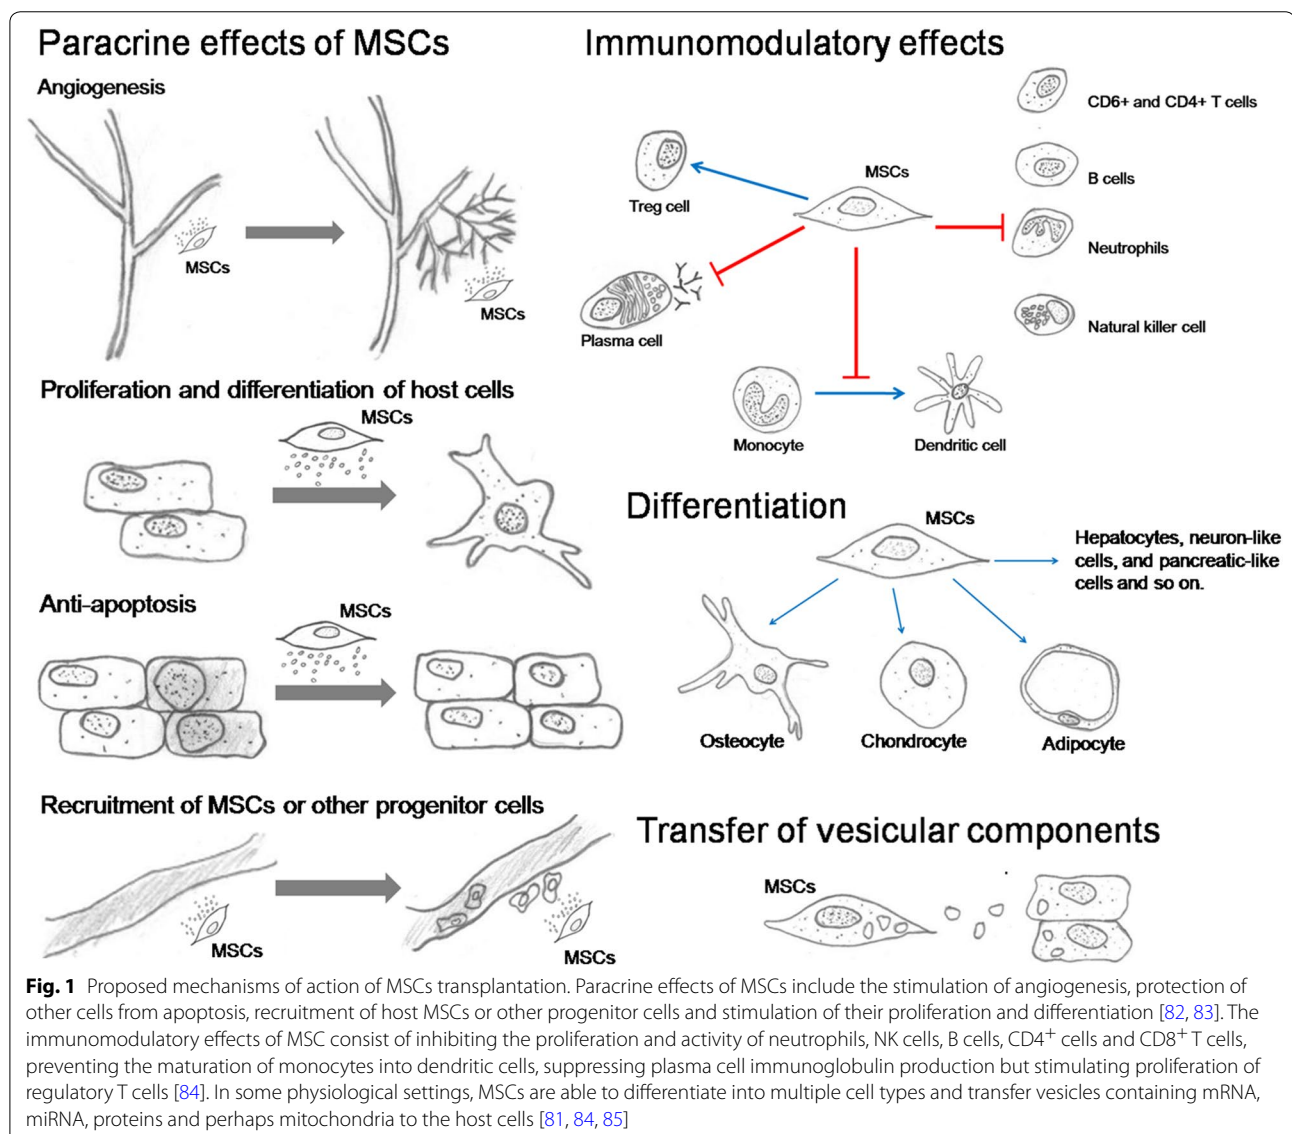 Paracrine effects of MSCs
Angiogenesis
MSCs
MSCs
Proliferation and differentiation of host cells
MSCs
Anti-apoptosis
MSCs
Recruitment of MSCs or other progenitor cells
MSCs
MSCs
Immunomodulatory effects
CD6+ and CD4+ T cells
MSCs
Treg cell
B cells
Neutrophils
Plasma cell
Natural killer cell
Monocyte
Dendritic cell
Differentiation
MSCs
Hepatocytes, neuron-like
cells, and pancreatic-like
cells and so on.
Osteocyte
Chondrocyte
Adipocyte
Transfer of vesicular components
MSCs
Fig. 1 Proposed mechanisms of action of MSCs transplantation. Paracrine effects of MSCs include the stimulation of angiogenesis, protection of
other cells from apoptosis, recruitment of host MSCs or other progenitor cells and stimulation of their proliferation and differentiation [82, 83]. The
immunomodulatory effects of MSC consist of inhibiting the proliferation and activity of neutrophils, NK cells, B cells, CD4+ cells and CD8+ T cells,
preventing the maturation of monocytes into dendritic cells, suppressing plasma cell immunoglobulin production but stimulating proliferation of
regulatory T cells [84]. In some physiological settings, MSCs are able to differentiate into multiple cell types and transfer vesicles containing mRNA,
miRNA, proteins and perhaps mitochondria to the host cells [81, 84, 85]